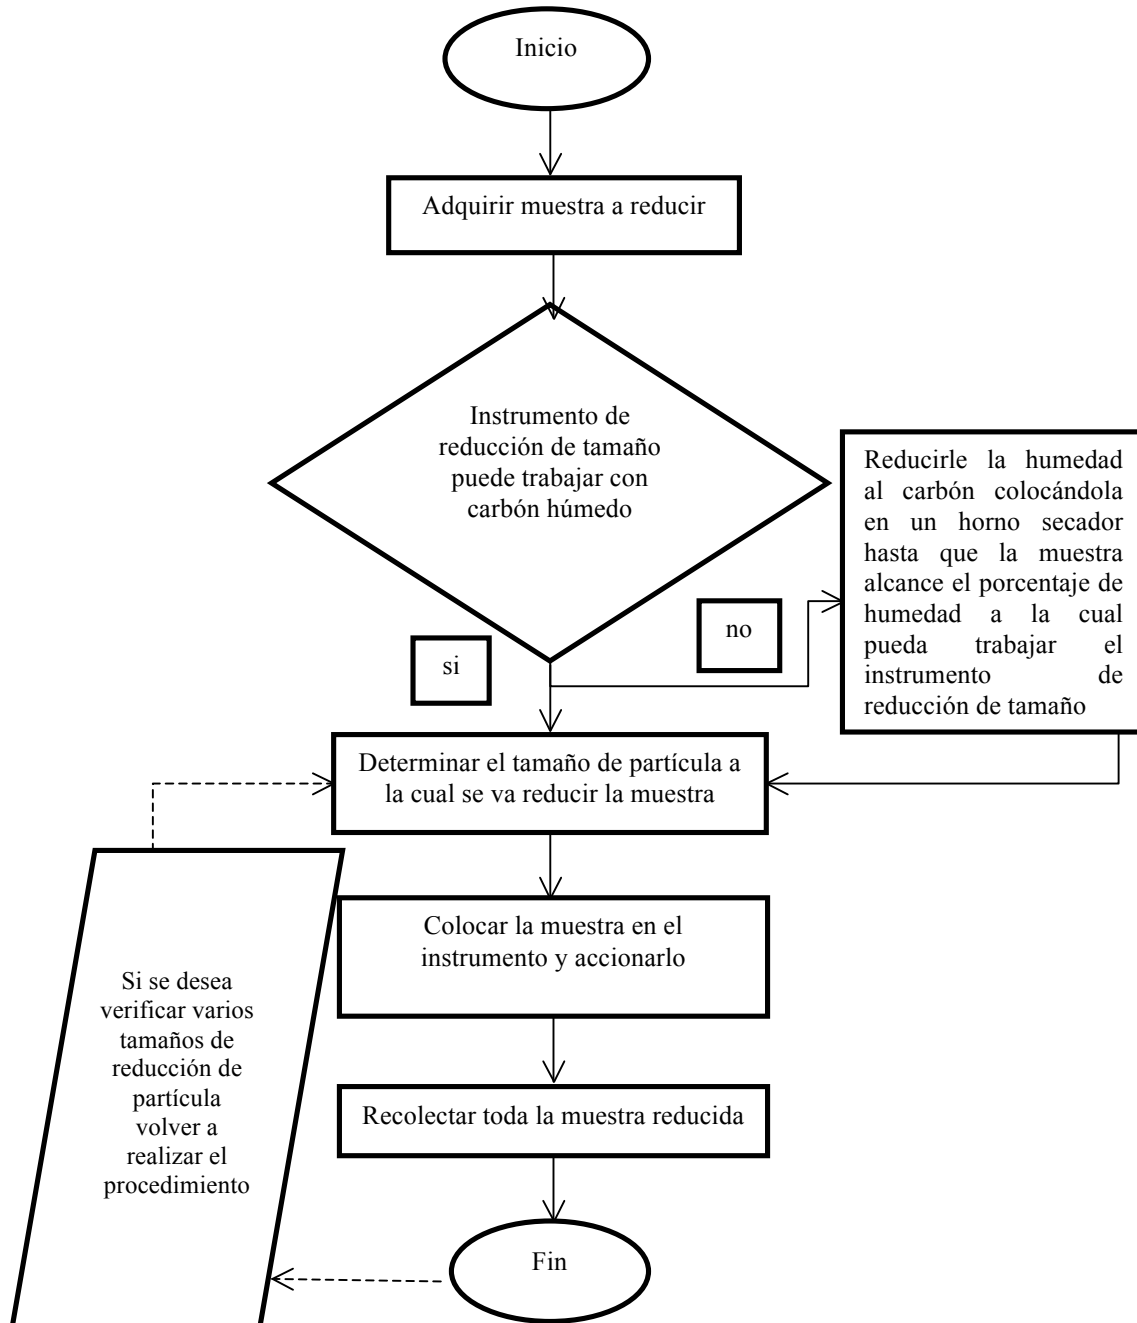 Inicio
Adquirir muestra a reducir
Instrumento de
reducción de tamaño
puede trabajar con
carbón húmedo
Reducirle la humedad
al carbón colocándola
en un horno secador
hasta que la muestra
alcance el porcentaje de
humedad a la cual
pueda trabajar el
instrumento de
reducción de tamaño
no
si
Determinar el tamaño de partícula a
la cual se va reducir la muestra
Colocar la muestra en el
instrumento y accionarlo
Si se desea
verificar varios
tamaños de
reducción de
partícula
volver a
realizar el
procedimiento
Recolectar toda la muestra reducida
Fin